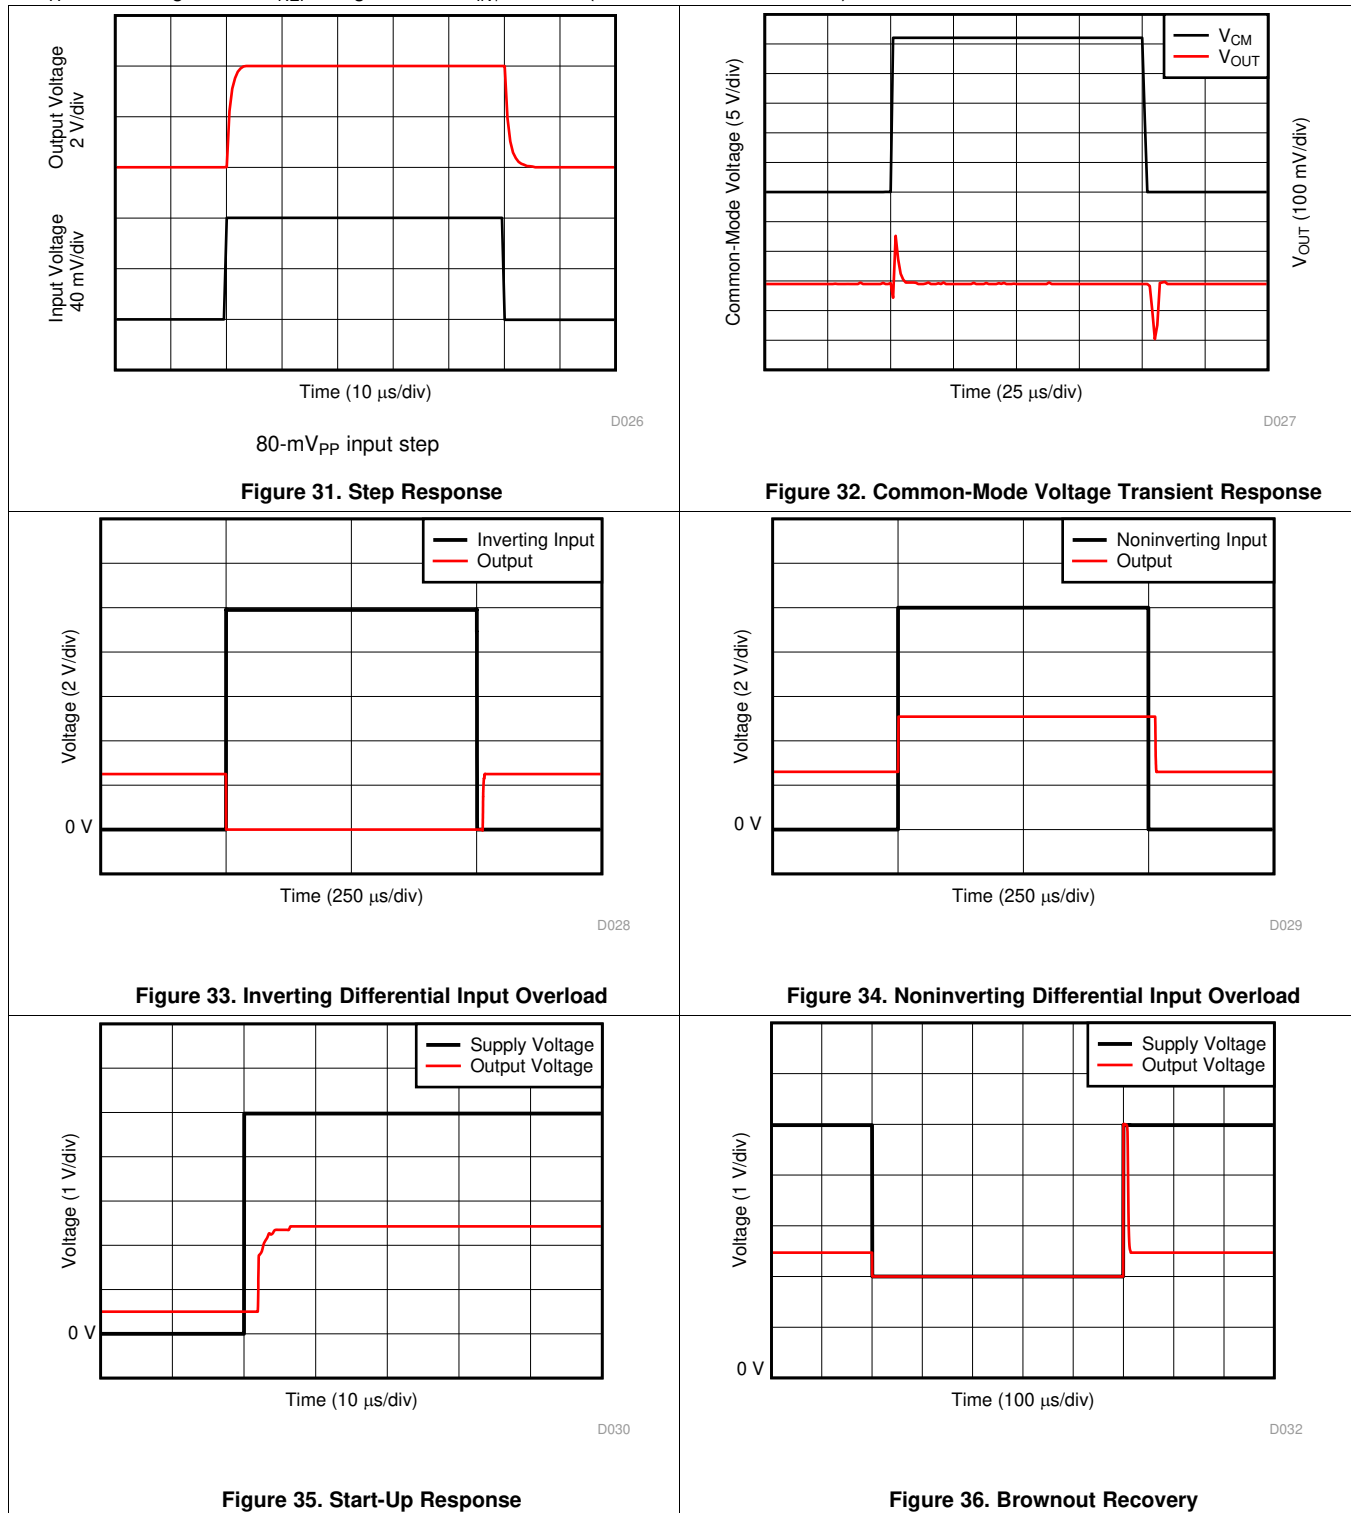 Output Voltage
2 V/div
Input Voltage
40 mV/div
Time (10 μs/div)
D026
80-mVPP input step
Figure 31. Step Response
VCM
VOUT
Common-Mode Voltage (5 V/div)
VOUT (100 mV/div)
Time (25 μs/div)
D027
Figure 32. Common-Mode Voltage Transient Response
Inverting Input
Output
Voltage (2 V/div)
0 V
Time (250 μs/div)
D028
Figure 33. Inverting Differential Input Overload
Noninverting Input
Output
Voltage (2 V/div)
0 V
Time (250 μs/div)
D029
Figure 34. Noninverting Differential Input Overload
Supply Voltage
Output Voltage
Voltage (1 V/div)
0 V
Time (10 μs/div)
D030
Figure 35. Start-Up Response
Supply Voltage
Output Voltage
Voltage (1 V/div)
0 V
Time (100 μs/div)
D032
Figure 36. Brownout Recovery